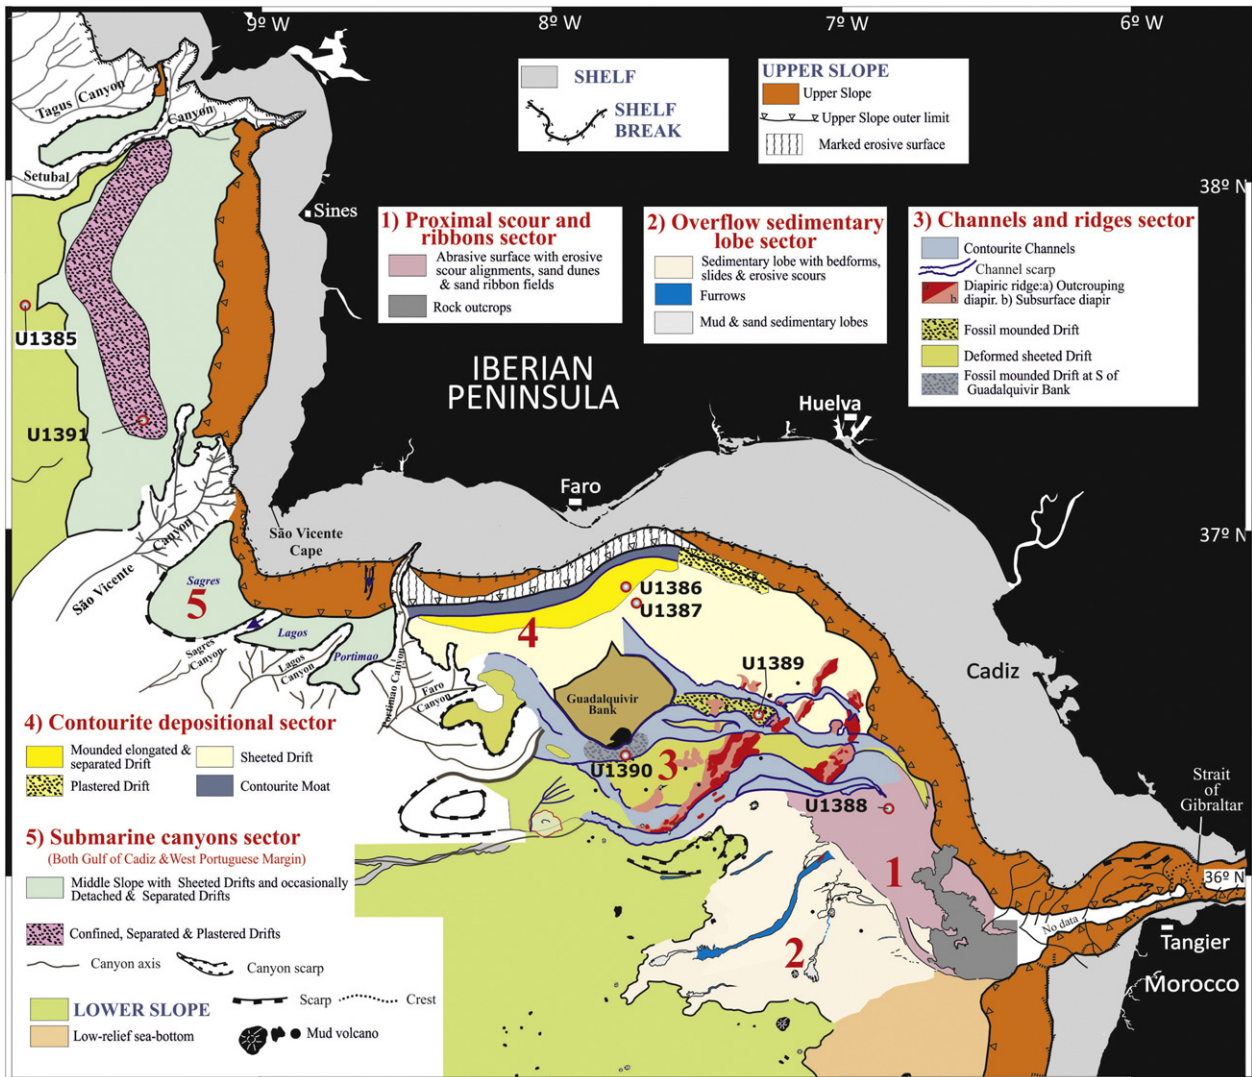 9º W
8º W
7º W
6º W
SHELF
SHELF
BREAK
UPPER SLOPE
Upper Slope
Upper Slope outer limit
Marked erosive surface
Tagus Canyon
Canyon
Setubal
38º N
Sines
1) Proximal scour and
ribbons sector
Abrasive surface with erosive
scour alignments, sand dunes
& sand ribbon fields
Rock outcrops
2) Overflow sedimentary
lobe sector
Sedimentary lobe with bedforms,
slides & erosive scours
Furrows
Mud & sand sedimentary lobes
3) Channels and ridges sector
Contourite Channels
Channel scarp
a
b
Diapiric ridge:a) Outcrouping
diapir. b) Subsurface diapir
Fossil mounded Drift
Deformed sheeted Drift
Fossil mounded Drift at S of
Guadalquivir Bank
U1385
IBERIAN
PENINSULA
Huelva
U1391
Faro
37º N
São Vicente
Cape
São Vicente
Canyon
Sagres
5
U1386
U1387
4
Lagos
Portimao
Sagres
Canyon
Lagos
Canyon
Portimao Canyon
Faro
Canyon
U1389
Cadiz
Guadalquivir
Bank
U1390
3
U1388
Strait
of
Gibraltar
36º N
1
No data
Tangier
Morocco
2
4) Contourite depositional sector
Mounded elongated &
separated Drift
Sheeted Drift
Plastered Drift
Contourite Moat
5) Submarine canyons sector
(Both Gulf of Cadiz &West Portuguese Margin)
Middle Slope with Sheeted Drifts and occasionally
Detached & Separated Drifts
Confined, Separated & Plastered Drifts
Canyon axis
Canyon scarp
LOWER SLOPE
Scarp
Crest
Low-relief sea-bottom
Mud volcano